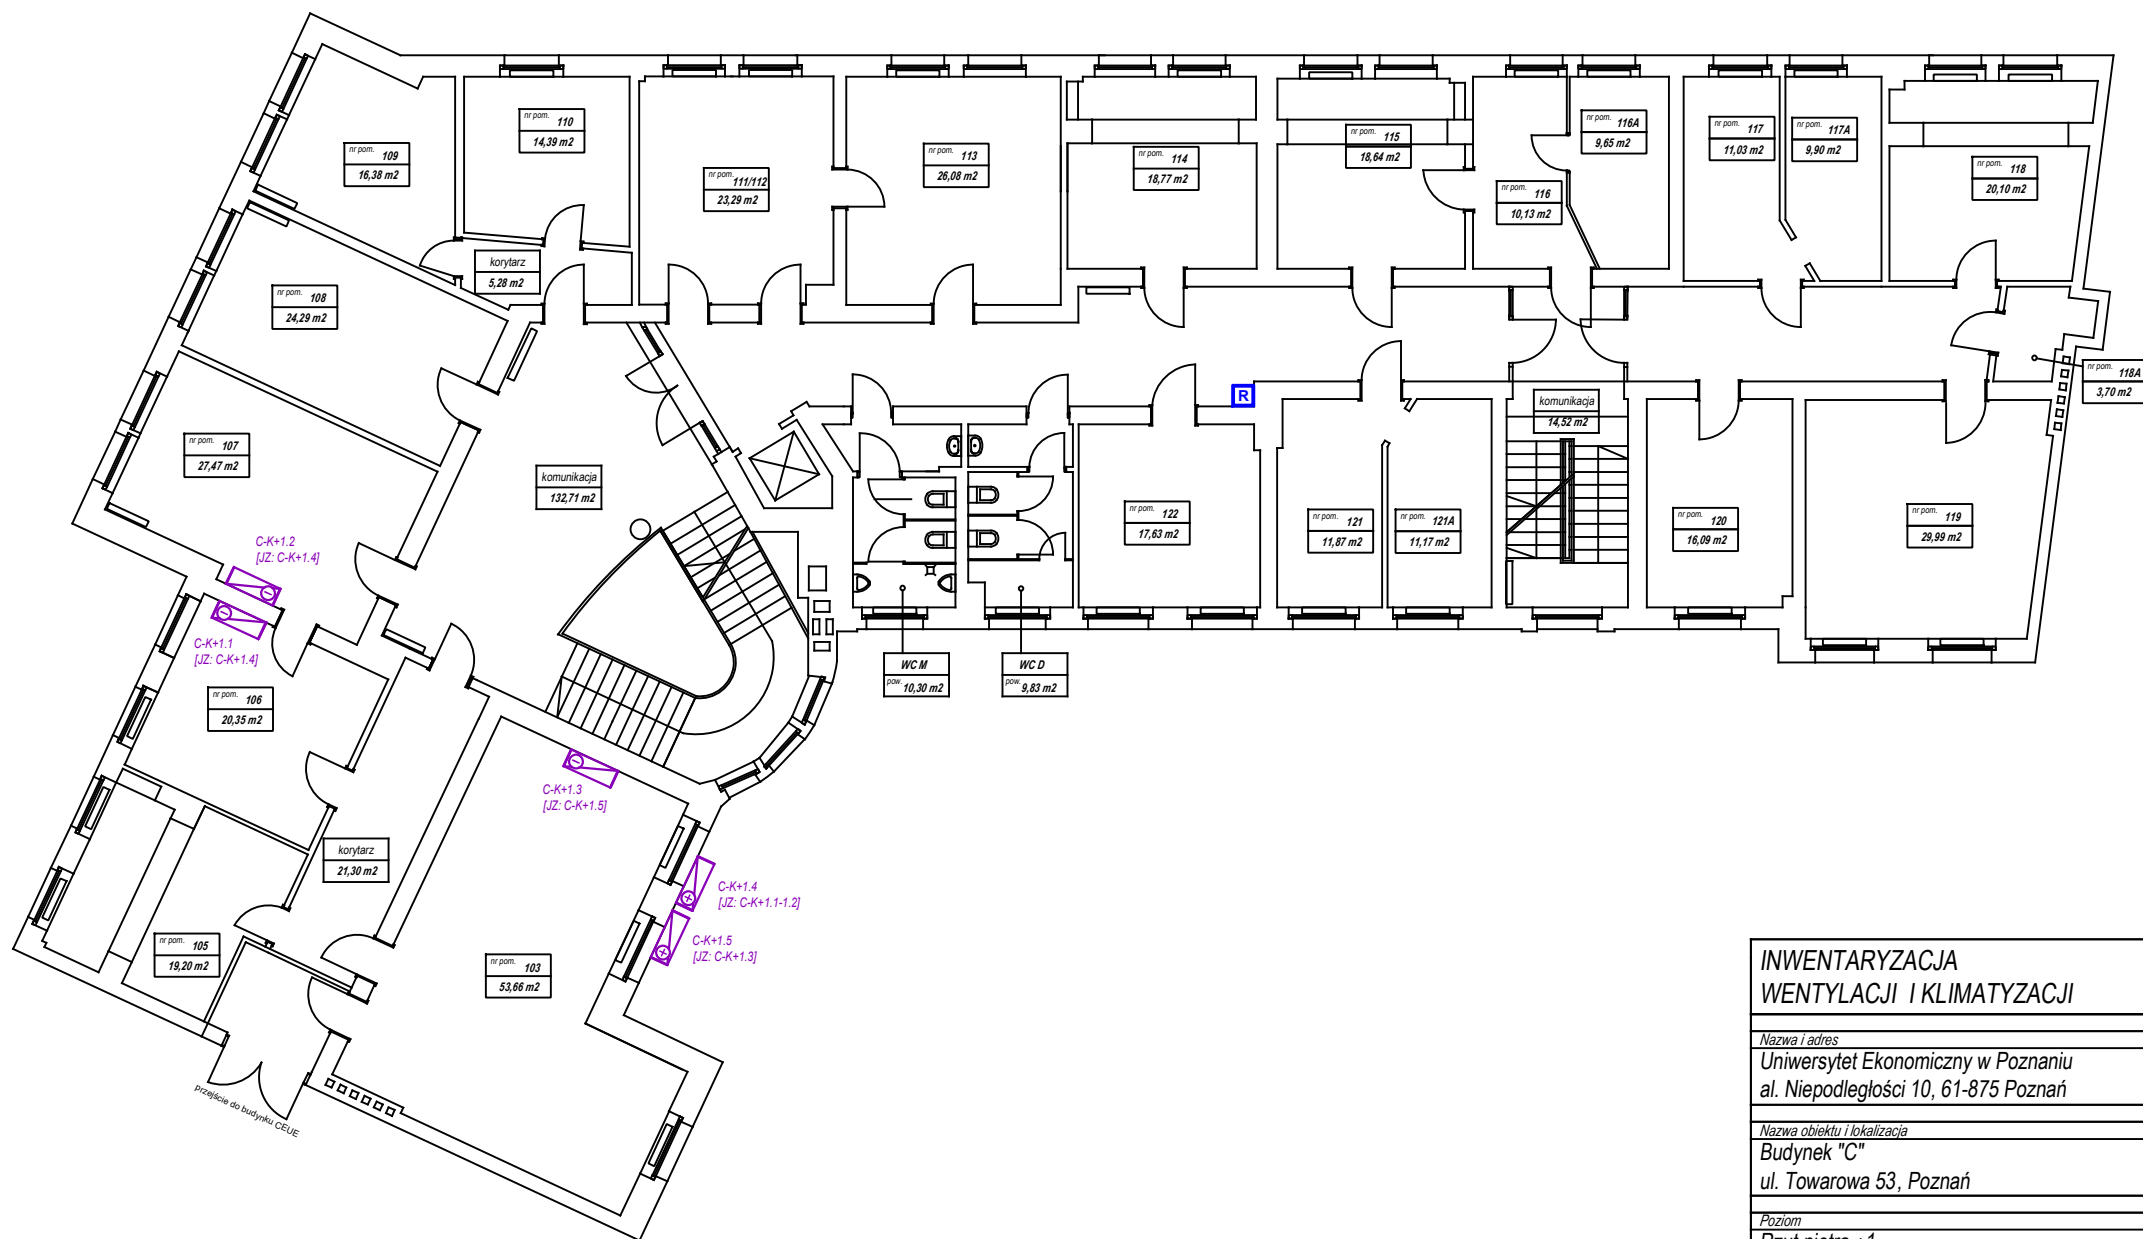 nr pom. 109
16,38 m2
nr pom. 110
14,39 m2
nr pom. 111/112
23,29 m2
nr pom. 113
26,08 m2
nr pom. 114
18,77 m2
nr pom. 115
18,64 m2
nr pom. 116
10,13 m2
nr pom. 116A
9,65 m2
nr pom. 117
11,03 m2
nr pom. 117A
9,90 m2
nr pom. 118
20,10 m2
korytarz
5,28 m2
nr pom. 108
24,29 m2
nr pom. 118A
3,70 m2
R
komunikacja
14,52 m2
nr pom. 107
27,47 m2
komunikacja
132,71 m2
nr pom. 122
17,63 m2
nr pom. 121
11,87 m2
nr pom. 121A
11,17 m2
nr pom. 120
16,09 m2
nr pom. 119
29,99 m2
C-K+1.2
[JZ: C-K+1.4]
C-K+1.1
[JZ: C-K+1.4]
WC M
pow. 10,30 m2
WC D
pow. 9,83 m2
nr pom. 106
20,35 m2
C-K+1.3
[JZ: C-K+1.5]
korytarz
21,30 m2
C-K+1.4
[JZ: C-K+1.1-1.2]
C-K+1.5
[JZ: C-K+1.3]
nr pom. 105
19,20 m2
nr pom. 103
53,66 m2
przejście do budynku CEUE
INWENTARYZACJA
WENTYLACJI I KLIMATYZACJI
Nazwa i adres
Uniwersytet Ekonomiczny w Poznaniu
al. Niepodległości 10, 61-875 Poznań
Nazwa obiektu i lokalizacja
Budynek "C"
ul. Towarowa 53, Poznań
Poziom
Rzut piętra +1